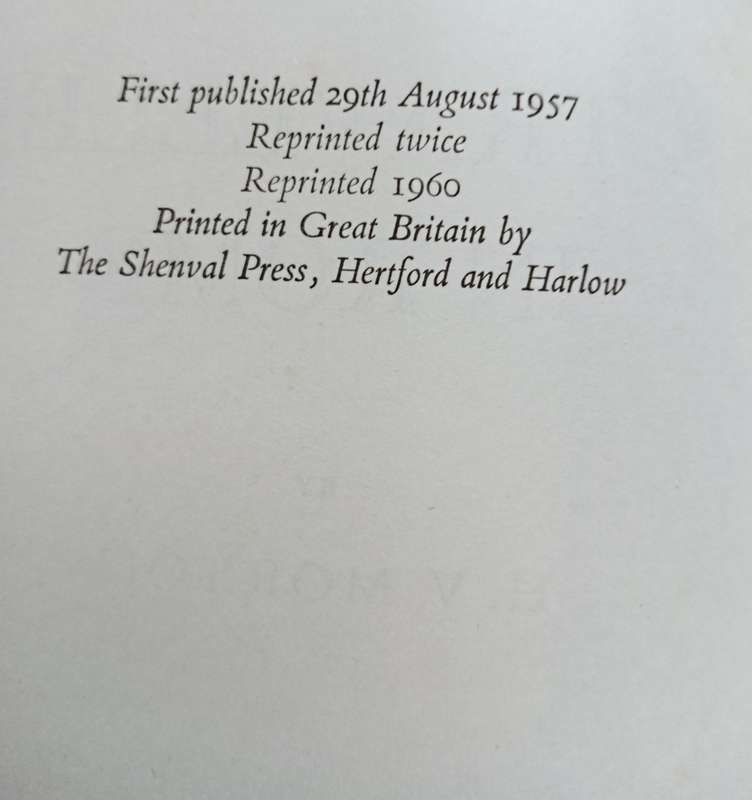 First published 29th August 1957
Reprinted twice
Reprinted 1960
Printed in Great Britain by
The Shenval Press, Hertford and Harlow